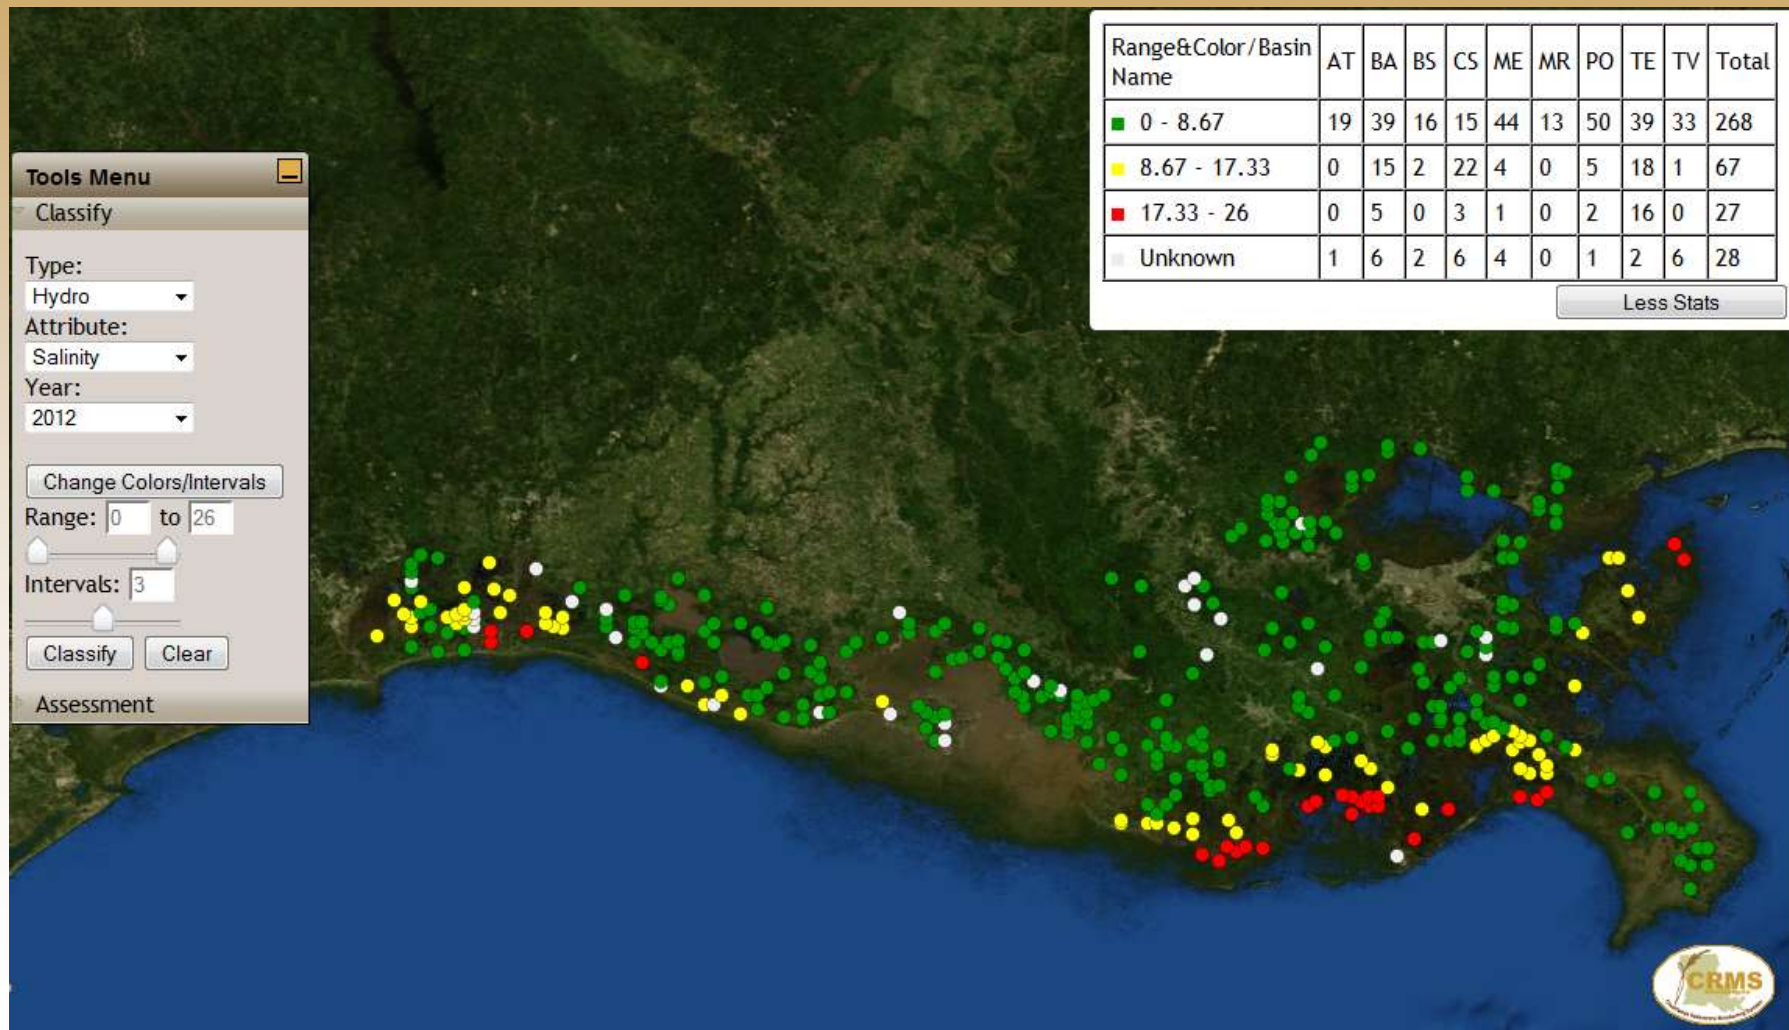 Range&Color/Basin Name AT BA BS CS ME MR PO TE TV Total
0 - 8.67 19 39 16 15 44 13 50 39 33 268
8.67 - 17.33 0 15 2 22 4 0 5 18 1 67
17.33 - 26 0 5 0 3 1 0 2 16 0 27
Unknown 1 6 2 6 4 0 1 2 6 28
Less Stats
Tools Menu
Classify
Type:
Hydro
Attribute:
Salinity
Year:
2012
Change Colors/Intervals
Range: 0 to 26
Intervals: 3
Classify Clear
Assessment
CRMS